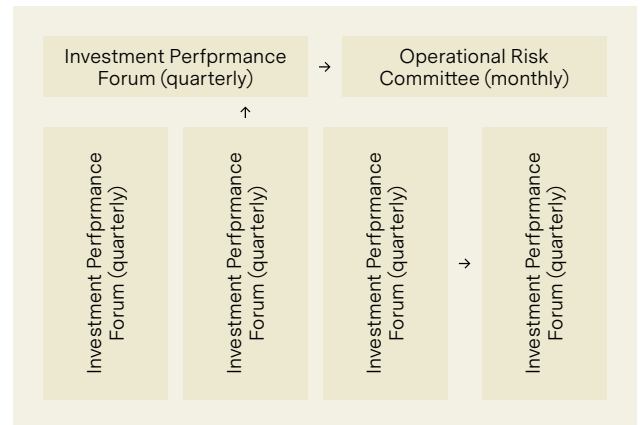 Investment Perfprmance
Forum (quarterly)
→
Operational Risk
Committee (monthly)
↑
Investment Perfprmance
Forum (quarterly)
Investment Perfprmance
Forum (quarterly)
Investment Perfprmance
Forum (quarterly)
→
Investment Perfprmance
Forum (quarterly)